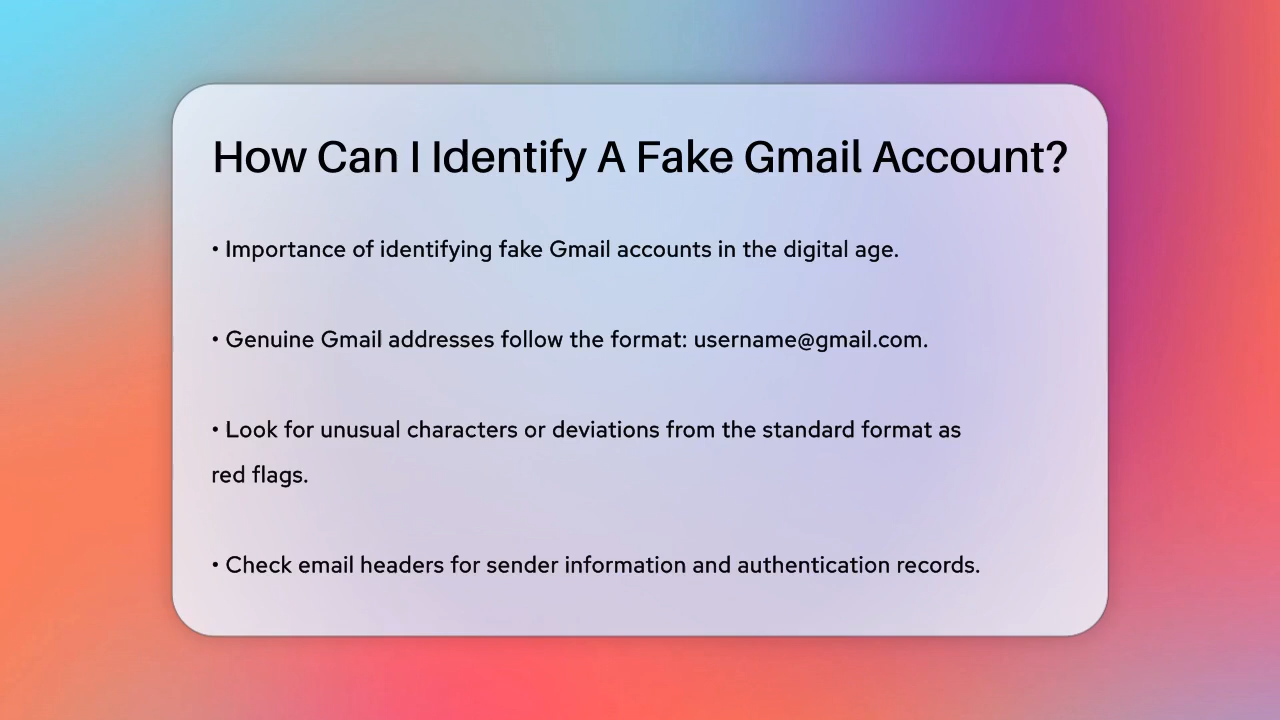 How Can I Identify A Fake Gmail Account?
• Importance of identifying fake Gmail accounts in the digital age.
• Genuine Gmail addresses follow the format: username@gmail.com.
• Look for unusual characters or deviations from the standard format as
red flags.
• Check email headers for sender information and authentication records.